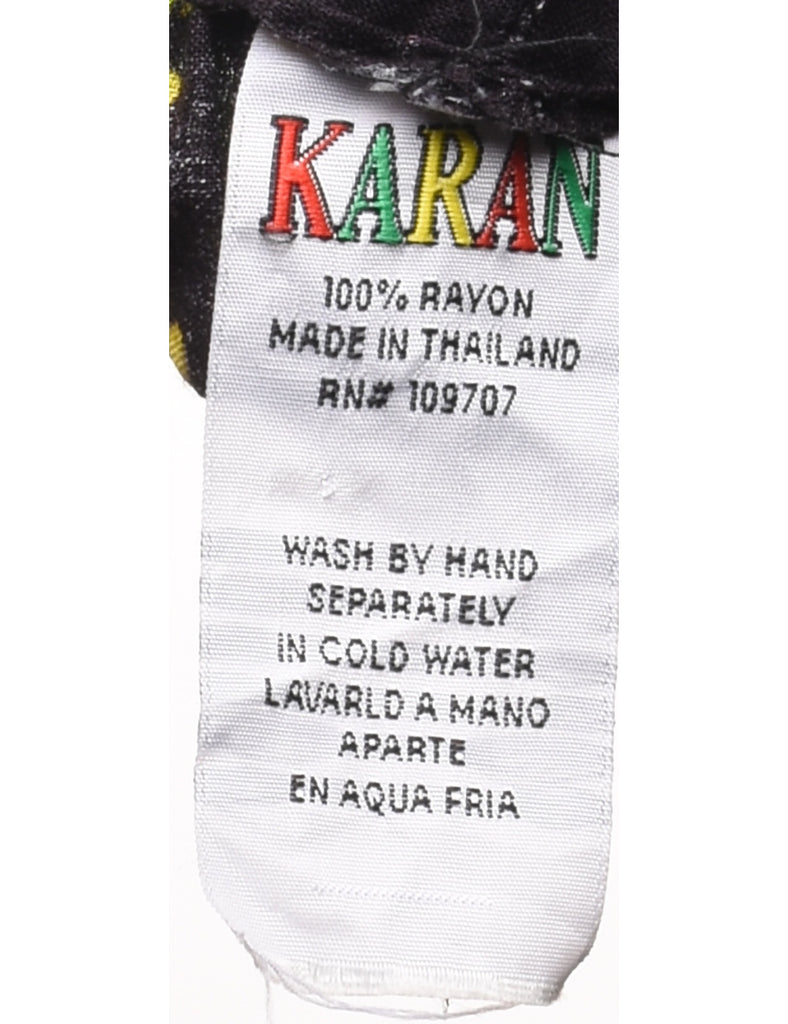 KARAN
100% RAYON
MADE IN THAILAND
RN# 109707
WASH BY HAND
SEPARATELY
IN COLD WATER
LAVARLD A MANO
APARTE
EN AQUA FRIA